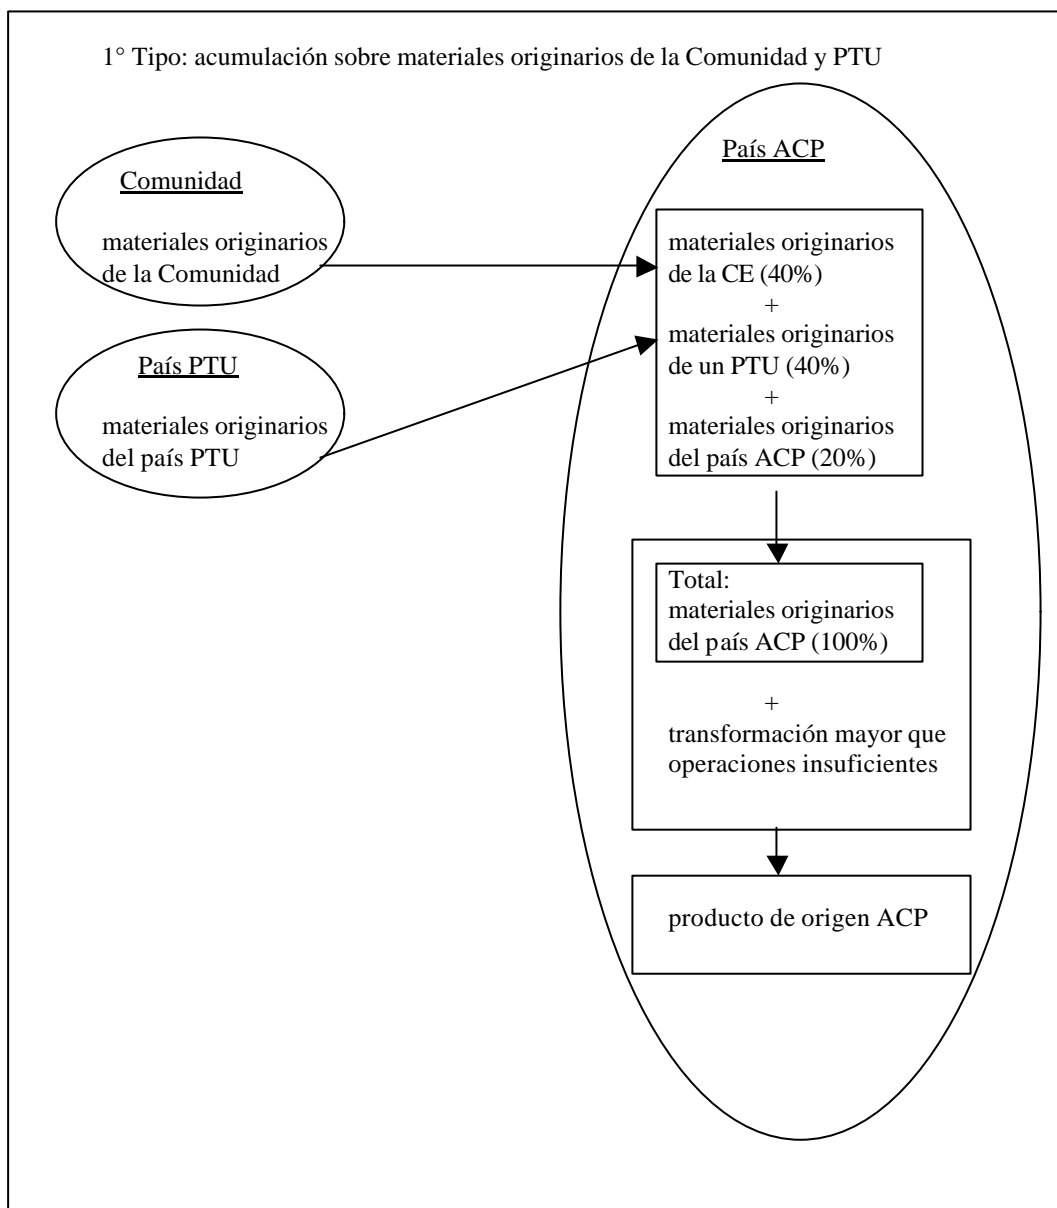 1° Tipo: acumulación sobre materiales originarios de la Comunidad y PTU
Comunidad
materiales originarios
de la Comunidad
País PTU
materiales originarios
del país PTU
País ACP
materiales originarios
de la CE (40%)
+
materiales originarios
de un PTU (40%)
+
materiales originarios
del país ACP (20%)
Total:
materiales originarios
del país ACP (100%)
+
transformación mayor que
operaciones insuficientes
producto de origen ACP